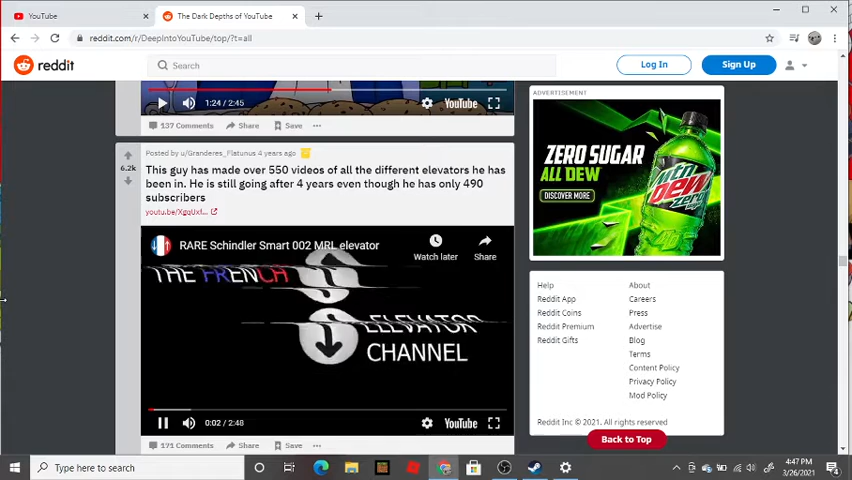 YouTube
The Dark Depths of YouTube
reddit.com/r/DeepIntoYouTube/top/?t=all
reddit
Search
Log In
Sign Up
1:24 / 2:45
YouTube
137 Comments
Share
Save
Posted by u/Granderes_Flatunus 4 years ago
6.2k
This guy has made over 550 videos of all the different elevators he has
been in. He is still going after 4 years even though he has only 490
subscribers
RARE Schindler Smart 002 MRL elevator
Watch later
Share
THE FRENCH
ELEVATOR
CHANNEL
0:02 / 2:48
YouTube
171 Comments
Share
Save
ADVERTISEMENT
ZERO SUGAR
ALL DEW
DISCOVER MORE
mtn
dew
zero
sugar
Help
About
Reddit App
Careers
Reddit Coins
Press
Reddit Premium
Advertise
Reddit Gifts
Blog
Terms
Content Policy
Privacy Policy
Mod Policy
Reddit Inc © 2021. All rights reserved
Back to Top
Type here to search
4:47 PM
3/26/2021
4